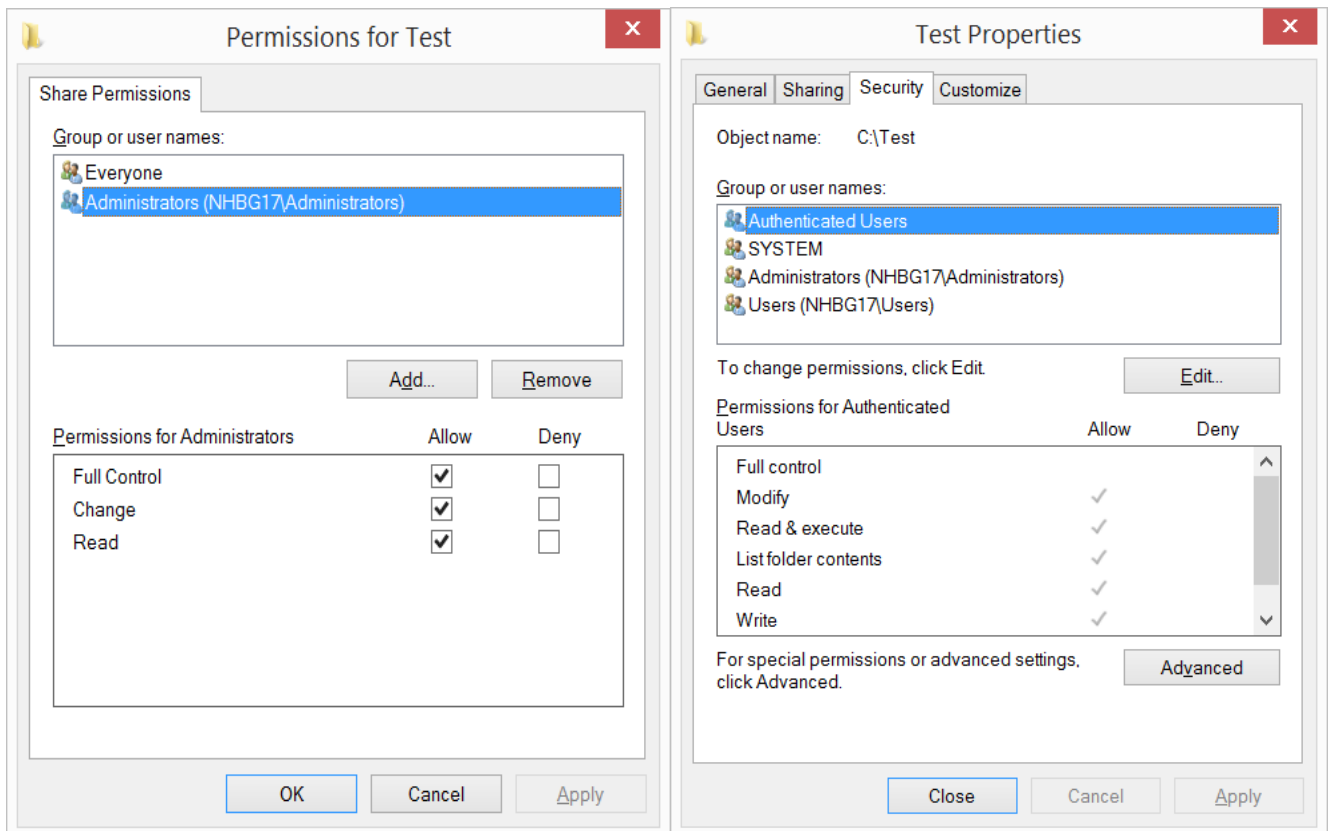 Permissions for Test
Share Permissions
Group or user names:
Everyone
Administrators (NHBG17\Administrators)
Add...
Remove
Permissions for Administrators
Allow
Deny
Full Control
Change
Read
OK
Cancel
Apply
Test Properties
General
Sharing
Security
Customize
Object name: C:\Test
Group or user names:
Authenticated Users
SYSTEM
Administrators (NHBG17\Administrators)
Users (NHBG17\Users)
To change permissions, click Edit.
Edit...
Permissions for Authenticated
Users
Allow
Deny
Full control
Modify
Read & execute
List folder contents
Read
Write
For special permissions or advanced settings,
click Advanced.
Advanced
Close
Cancel
Apply